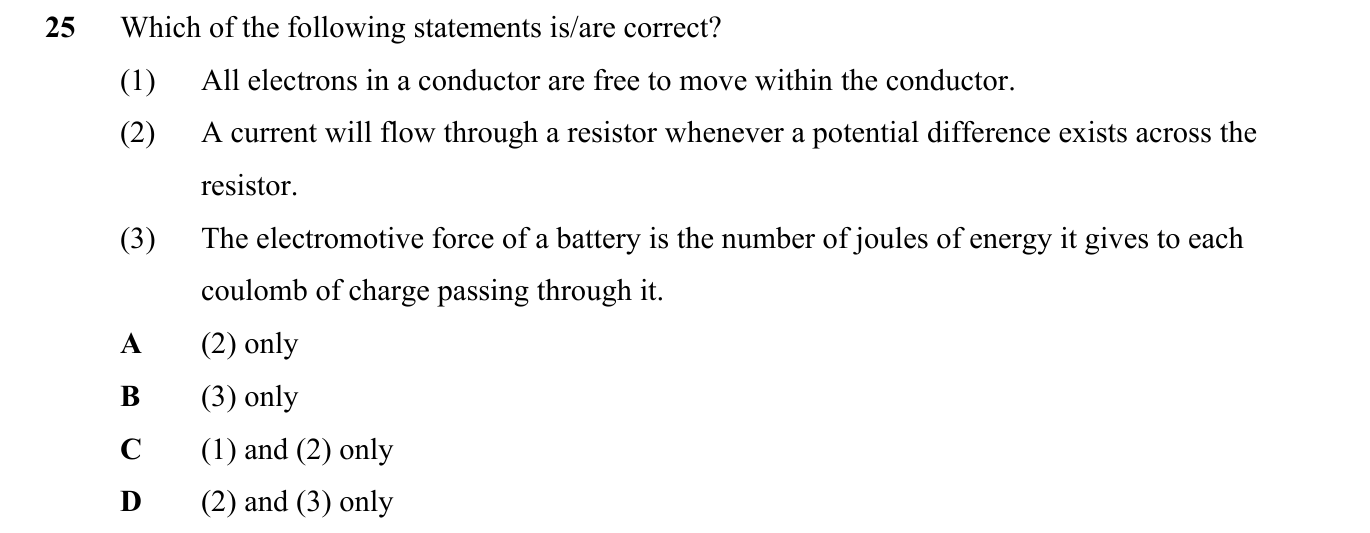 25 Which of the following statements is/are correct?
(1) All electrons in a conductor are free to move within the conductor.
(2) A current will flow through a resistor whenever a potential difference exists across the
resistor.
(3) The electromotive force of a battery is the number of joules of energy it gives to each
coulomb of charge passing through it.
A (2) only
B (3) only
C (1) and (2) only
D (2) and (3) only